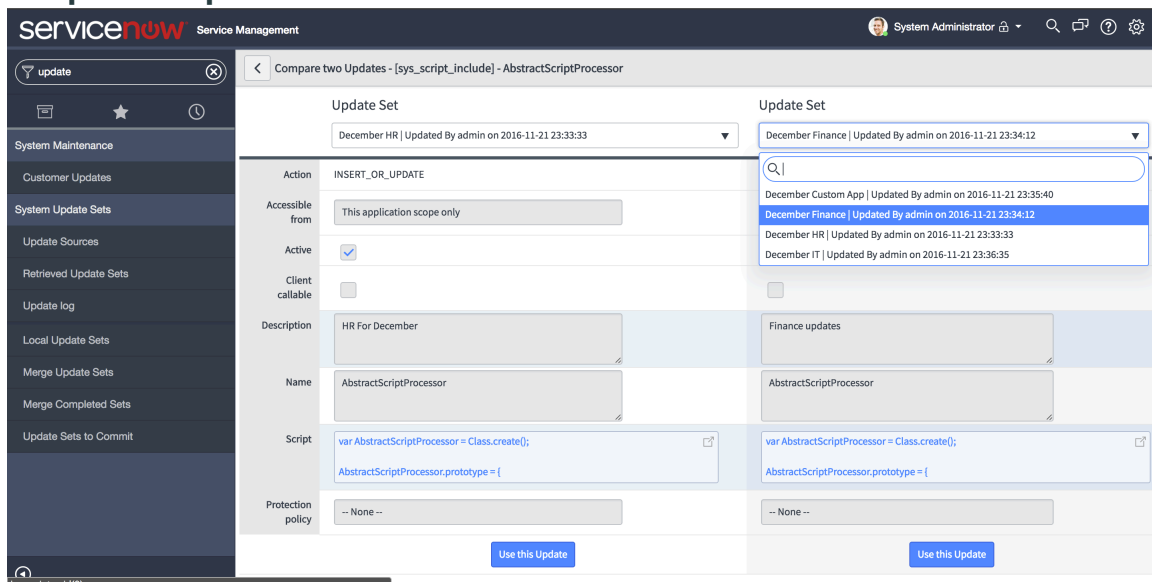 servicenow Service Management
System Administrator
update
Compare two Updates - [sys_script_include] - AbstractScriptProcessor
System Maintenance
Customer Updates
System Update Sets
Update Sources
Retrieved Update Sets
Update log
Local Update Sets
Merge Update Sets
Merge Completed Sets
Update Sets to Commit
Update Set
Update Set
December HR | Updated By admin on 2016-11-21 23:33:33
December Finance | Updated By admin on 2016-11-21 23:34:12
December Custom App | Updated By admin on 2016-11-21 23:35:40
December Finance | Updated By admin on 2016-11-21 23:34:12
December HR | Updated By admin on 2016-11-21 23:33:33
December IT | Updated By admin on 2016-11-21 23:36:35
Action INSERT_OR_UPDATE
Accessible
from
This application scope only
Active
Client
callable
Description HR For December Finance updates
Name AbstractScriptProcessor AbstractScriptProcessor
Script var AbstractScriptProcessor = Class.create(); var AbstractScriptProcessor = Class.create();
AbstractScriptProcessor.prototype = { AbstractScriptProcessor.prototype = {
Protection
policy
-- None -- -- None --
Use this Update Use this Update